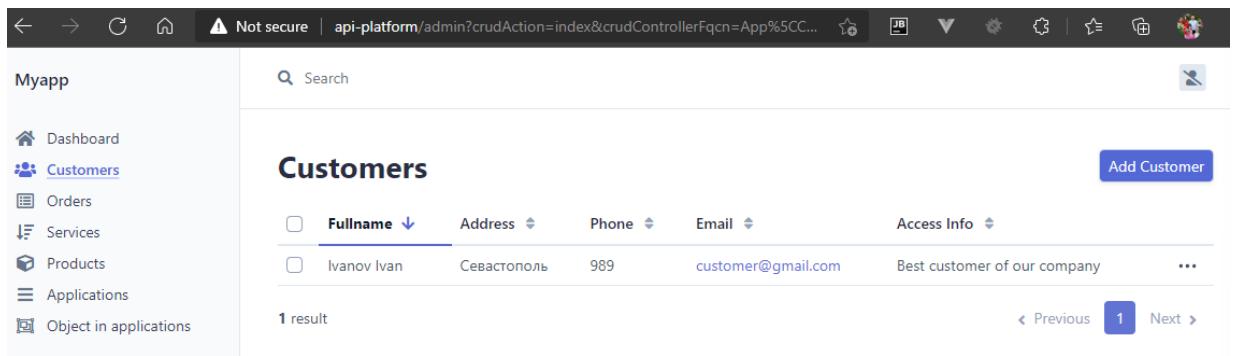 Not secure | api-platform/admin?crudAction=index&crudControllerFqcn=App%5CC...
JB
Myapp
Search
Dashboard
Customers
Orders
Services
Products
Applications
Object in applications
Customers
Add Customer
Fullname Address Phone Email Access Info
Ivanov Ivan Севастополь 989 customer@gmail.com Best customer of our company ...
1 result
Previous 1 Next